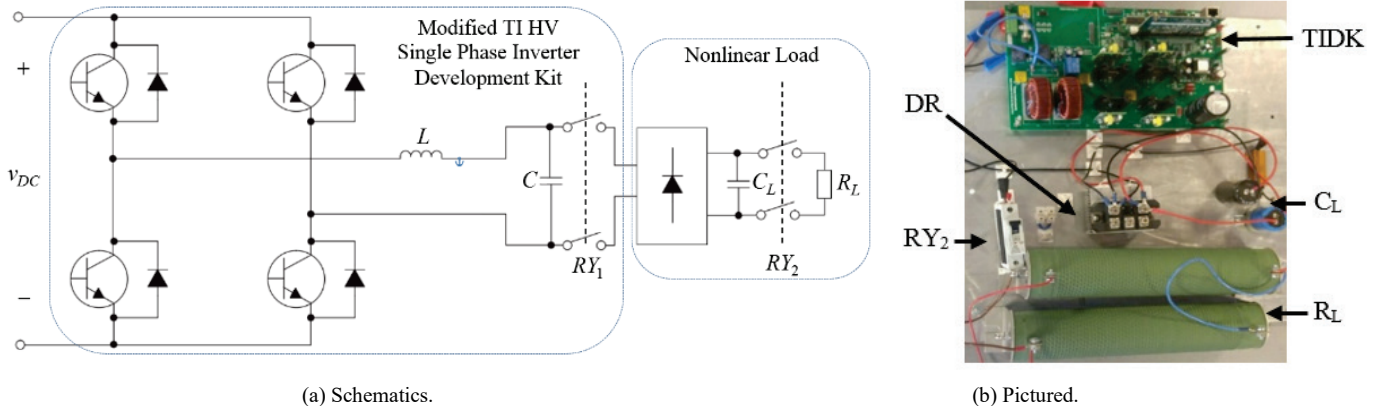 Modified TI HV
Single Phase Inverter
Development Kit
Nonlinear Load
+
L
v_DC
C
C_L
R_L
RY_1
RY_2
−
TIDK
DR
C_L
RY_2
R_L
(a) Schematics.
(b) Pictured.